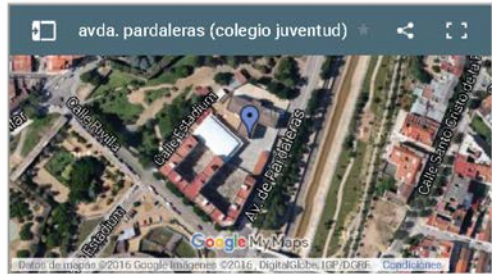 avda. pardaleras (colegio juventud)
Calle Rivilla
Calle Estadium
Av. de Pardaleras
Calle Santo Cristo de la
Estadium
Google My Maps
Datos de mapas ©2016 Google Imágenes ©2016, DigitalGlobe, IGP/DGRF Condiciones